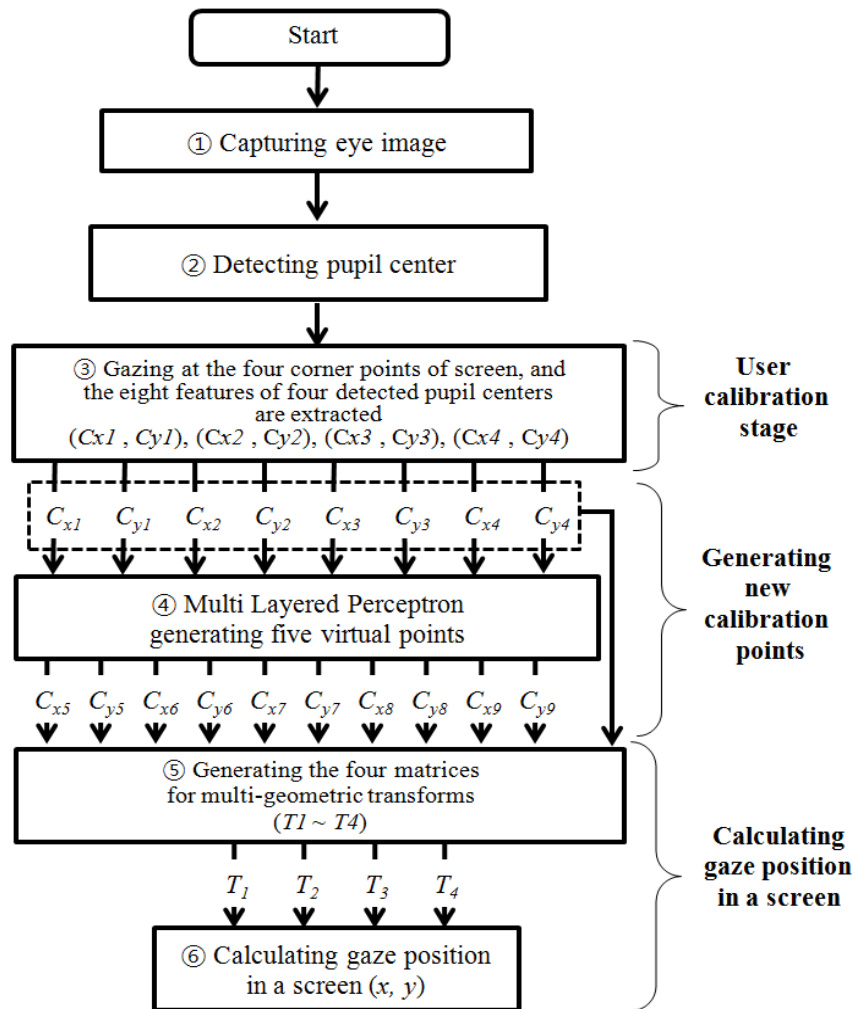 Start
① Capturing eye image
② Detecting pupil center
③ Gazing at the four corner points of screen, and
the eight features of four detected pupil centers
are extracted
(Cx1 , Cy1), (Cx2 , Cy2), (Cx3 , Cy3), (Cx4 , Cy4)
User
calibration
stage
Cx1 Cy1 Cx2 Cy2 Cx3 Cy3 Cx4 Cy4
④ Multi Layered Perceptron
generating five virtual points
Generating
new
calibration
points
Cx5 Cy5 Cx6 Cy6 Cx7 Cy7 Cx8 Cy8 Cx9 Cy9
⑤ Generating the four matrices
for multi-geometric transforms
(T1 ~ T4)
T1 T2 T3 T4
Calculating
gaze position
in a screen
⑥ Calculating gaze position
in a screen (x, y)